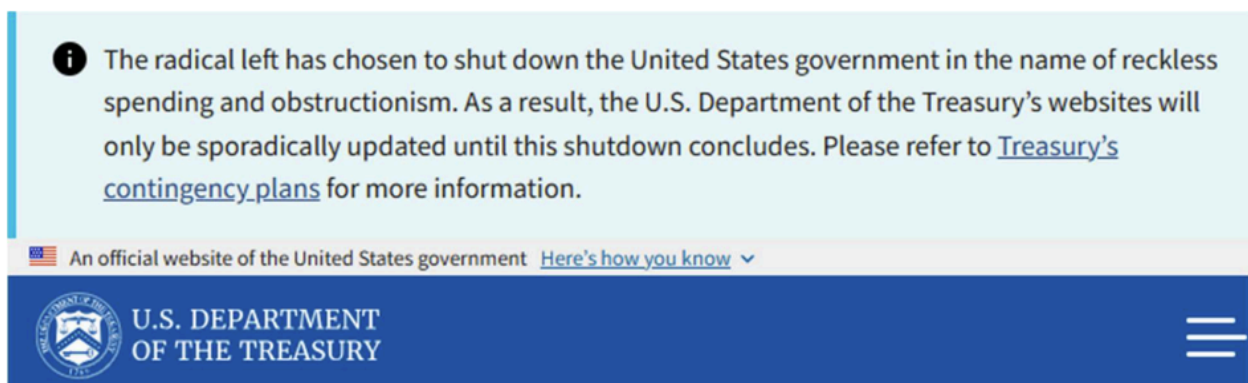 The radical left has chosen to shut down the United States government in the name of reckless
spending and obstructionism. As a result, the U.S. Department of the Treasury’s websites will
only be sporadically updated until this shutdown concludes. Please refer to Treasury’s
contingency plans for more information.
An official website of the United States government Here’s how you know
U.S. DEPARTMENT
OF THE TREASURY